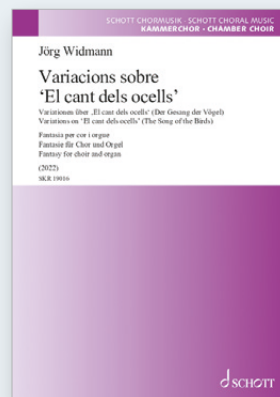 SCHOTT CHORMUSIK - SCHOTT CHORAL MUSIC
KAMMERCHOR - CHAMBER CHOIR
Jörg Widmann
Variacions sobre
‘El cant dels ocells’
Variationen über ‚El cant dels ocells‘ (Der Gesang der Vögel)
Variations on ‘El cant dels ocells’ (The Song of the Birds)
Fantasia per cor i orgue
Fantasie für Chor und Orgel
Fantasy for choir and organ
(2022)
SKR 19016
SCHOTT